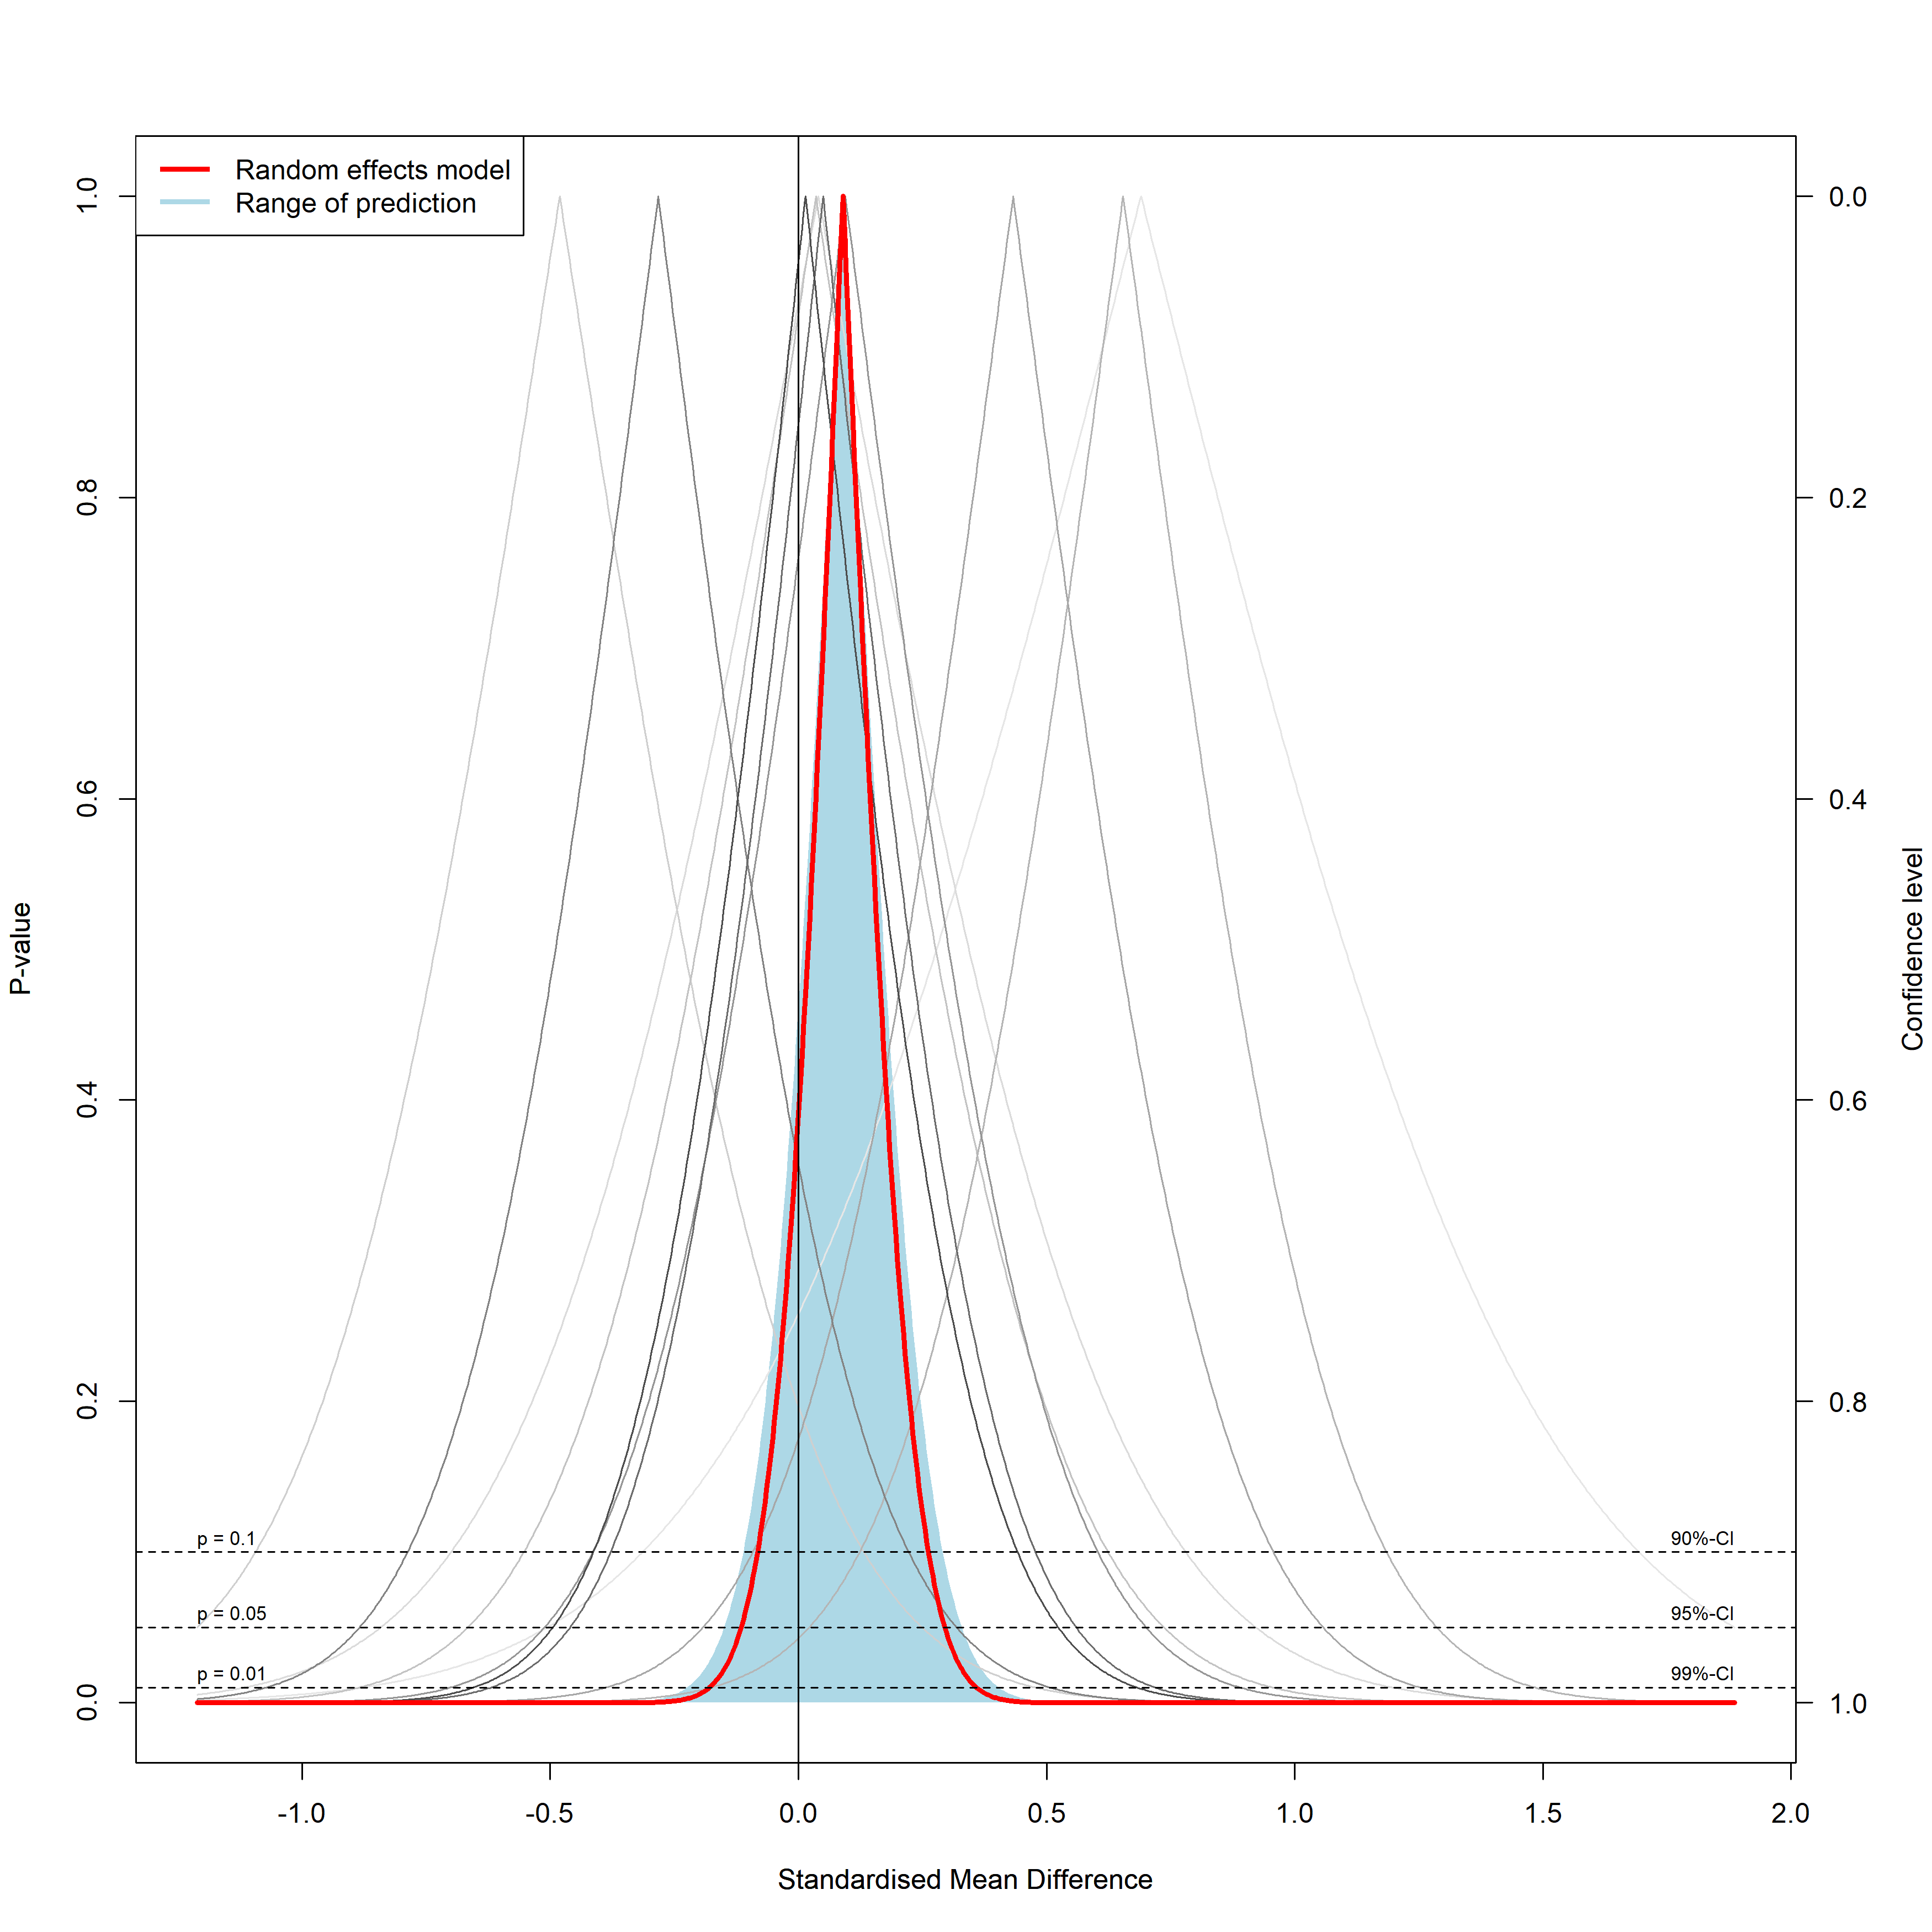 Random effects model
Range of prediction
1.0
0.8
0.6
0.4
0.2
0.0
P-value
0.0
0.2
0.4
0.6
0.8
1.0
Confidence level
p = 0.1
90%-CI
p = 0.05
95%-CI
p = 0.01
99%-CI
-1.0
-0.5
0.0
0.5
1.0
1.5
2.0
Standardised Mean Difference